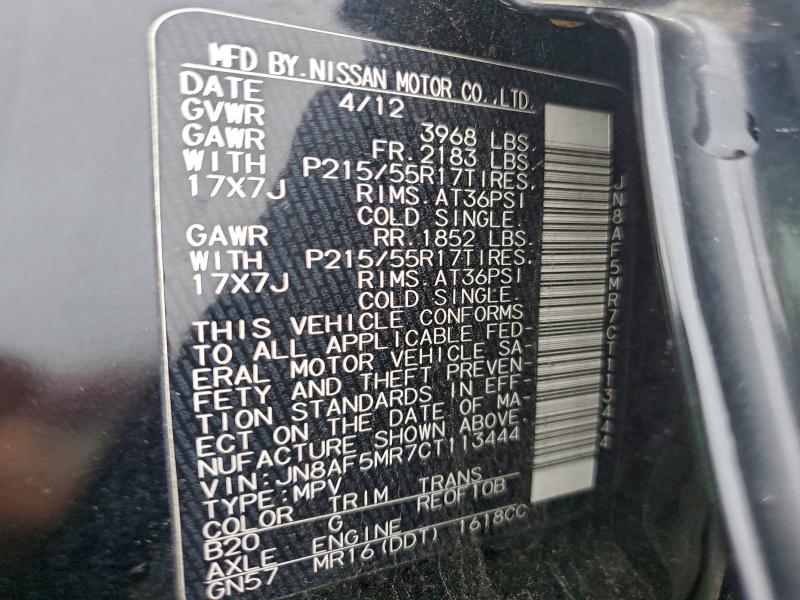 MFD BY.NISSAN MOTOR CO.,LTD.
DATE 4/12
GVWR 3968 LBS.
GAWR FR.2183 LBS.
WITH P215/55R17TIRES,
17X7J RIMS.AT36PSI
COLD SINGLE.
GAWR RR.1852 LBS.
WITH P215/55R17TIRES,
17X7J RIMS.AT36PSI
COLD SINGLE.
THIS VEHICLE CONFORMS
TO ALL APPLICABLE FED-
ERAL MOTOR VEHICLE SA-
FETY AND THEFT PREVEN-
TION STANDARDS IN EFF-
ECT ON THE DATE OF MA-
NUFACTURE SHOWN ABOVE.
VIN:JN8AF5MR7CT113444
TYPE:MPV
COLOR TRIM TRANS
B20 G RE0F10B
AXLE ENGINE
GN57 MR16(DDT) 1618CC
JN8AF5MR7CT113444